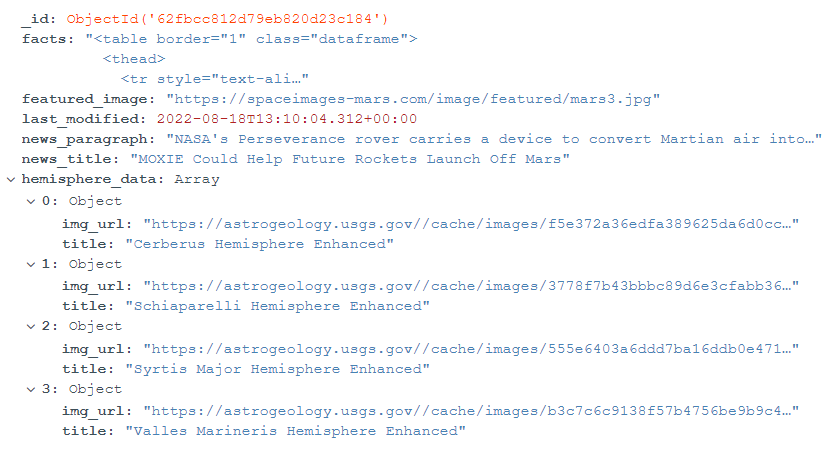 _id: ObjectId('62fbcc812d79eb820d23c184')
facts: "<table border="1" class="dataframe">
<thead>
<tr style="text-ali…"
featured_image: "https://spaceimages-mars.com/image/featured/mars3.jpg"
last_modified: 2022-08-18T13:10:04.312+00:00
news_paragraph: "NASA's Perseverance rover carries a device to convert Martian air into…"
news_title: "MOXIE Could Help Future Rockets Launch Off Mars"
hemisphere_data: Array
0: Object
img_url: "https://astrogeology.usgs.gov//cache/images/f5e372a36edfa389625da6d0cc…"
title: "Cerberus Hemisphere Enhanced"
1: Object
img_url: "https://astrogeology.usgs.gov//cache/images/3778f7b43bbbc89d6e3cfabb36…"
title: "Schiaparelli Hemisphere Enhanced"
2: Object
img_url: "https://astrogeology.usgs.gov//cache/images/555e6403a6ddd7ba16ddb0e471…"
title: "Syrtis Major Hemisphere Enhanced"
3: Object
img_url: "https://astrogeology.usgs.gov//cache/images/b3c7c6c9138f57b4756be9b9c4…"
title: "Valles Marineris Hemisphere Enhanced"